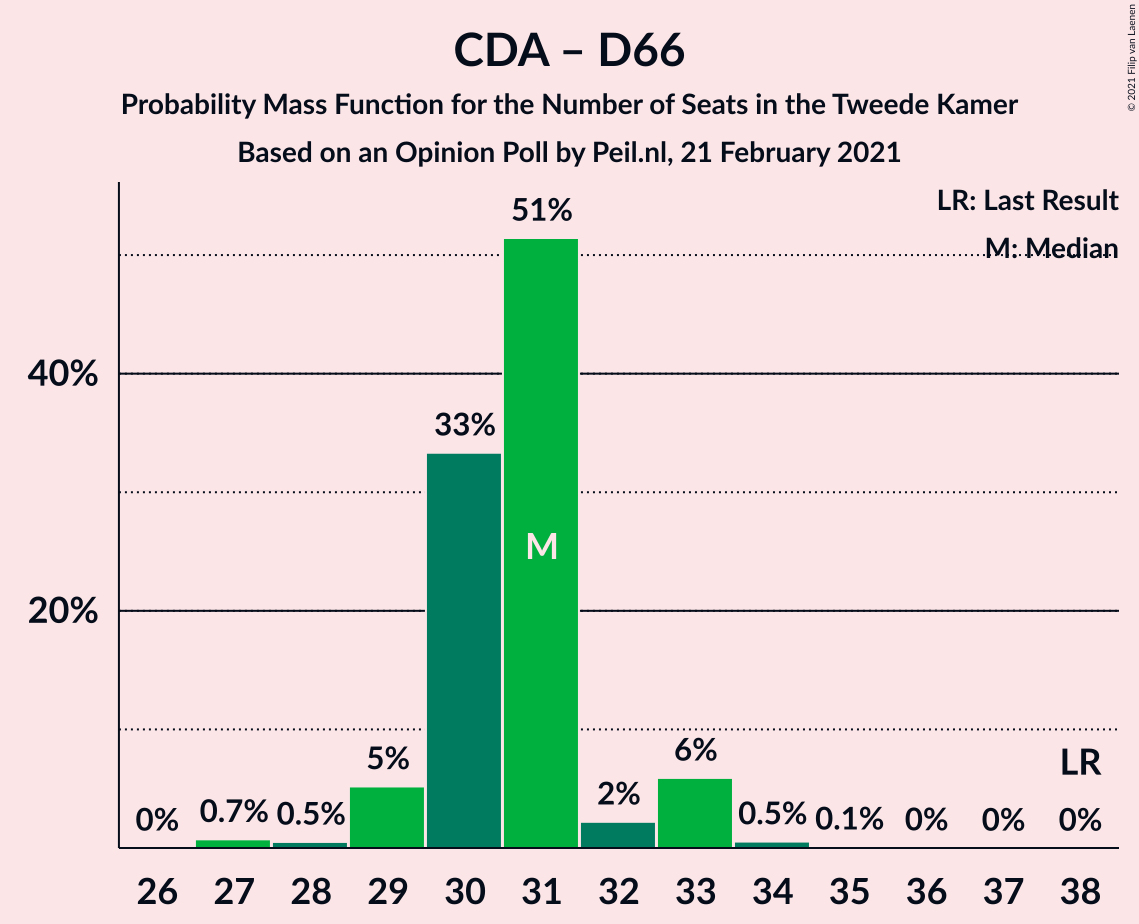 CDA – D66
Probability Mass Function for the Number of Seats in the Tweede Kamer
Based on an Opinion Poll by Peil.nl, 21 February 2021
© 2021 Filip van Laenen
LR: Last Result
M: Median
51%
40%
33%
M
20%
0%
0.7%
0.5%
5%
2%
6%
0.5%
0.1%
0%
0%
LR
0%
26 27 28 29 30 31 32 33 34 35 36 37 38